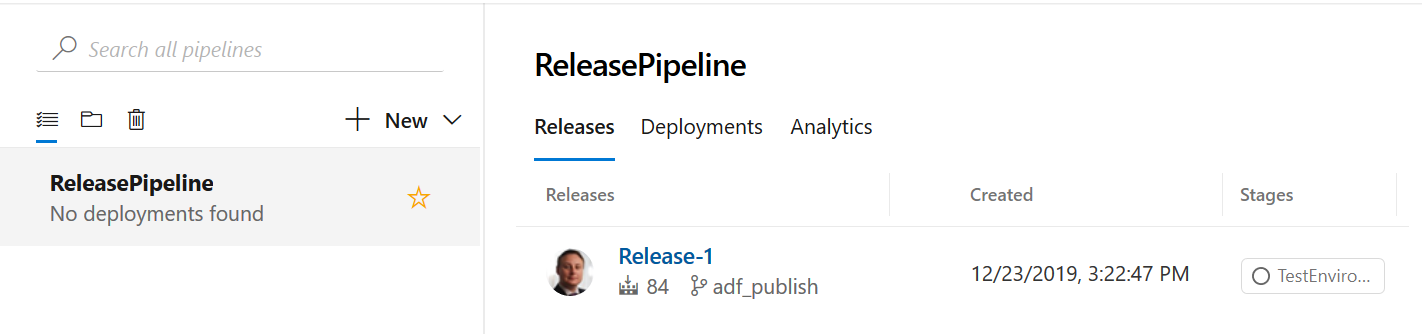 Search all pipelines
New
ReleasePipeline
No deployments found
ReleasePipeline
Releases Deployments Analytics
Releases Created Stages
Release-1
84 adf_publish
12/23/2019, 3:22:47 PM
TestEnviro...